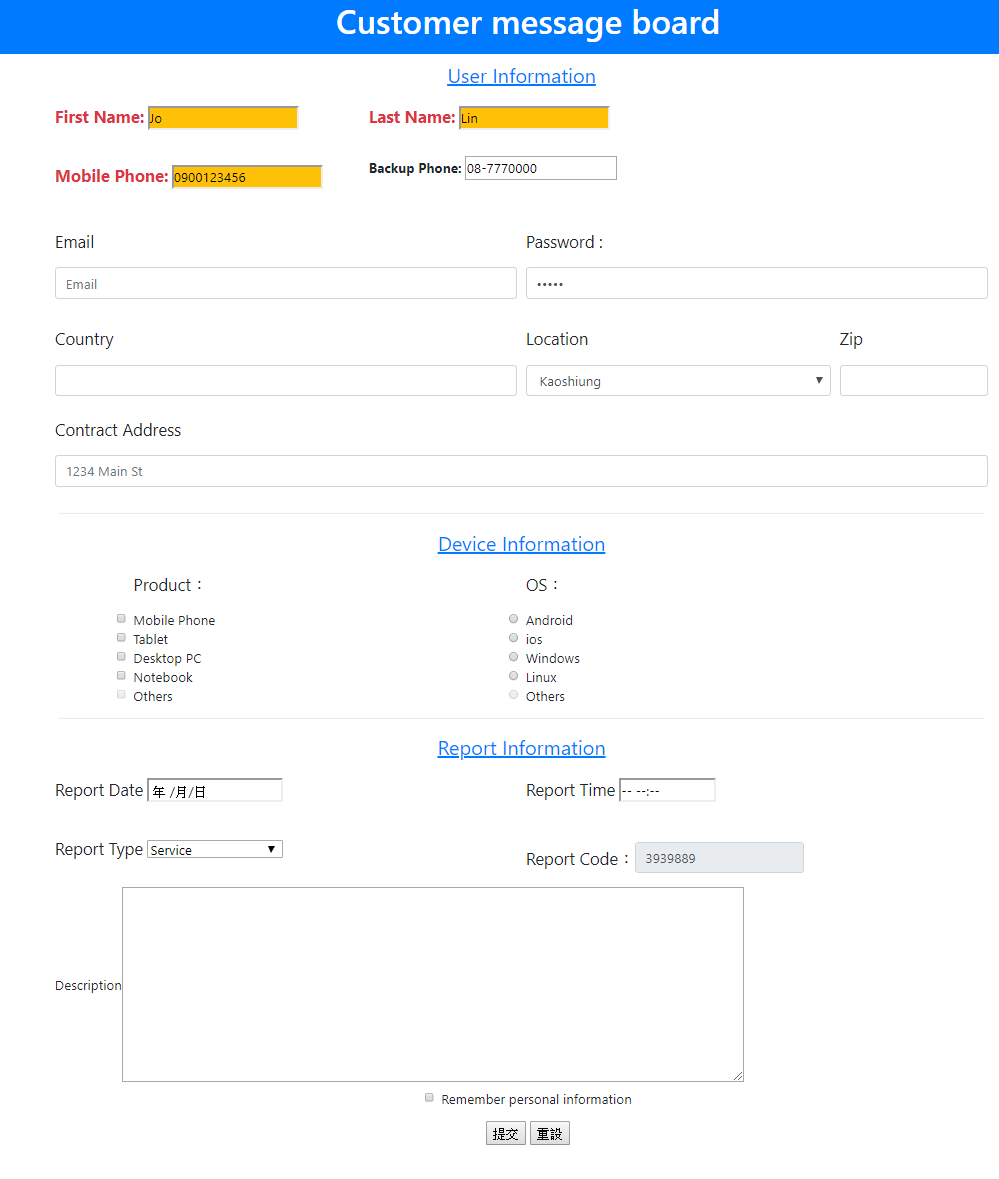 Customer message board
User Information
First Name: Jo Last Name: Lin
Mobile Phone: 0900123456 Backup Phone: 08-7770000
Email Password :
Email •••••
Country Location Zip
Kaoshiung
Contract Address
1234 Main St
Device Information
Product： OS：
Mobile Phone Android
Tablet ios
Desktop PC Windows
Notebook Linux
Others Others
Report Information
Report Date 年 /月/日 Report Time -- --:--
Report Type Service Report Code： 3939889
Description
Remember personal information
提交 重設